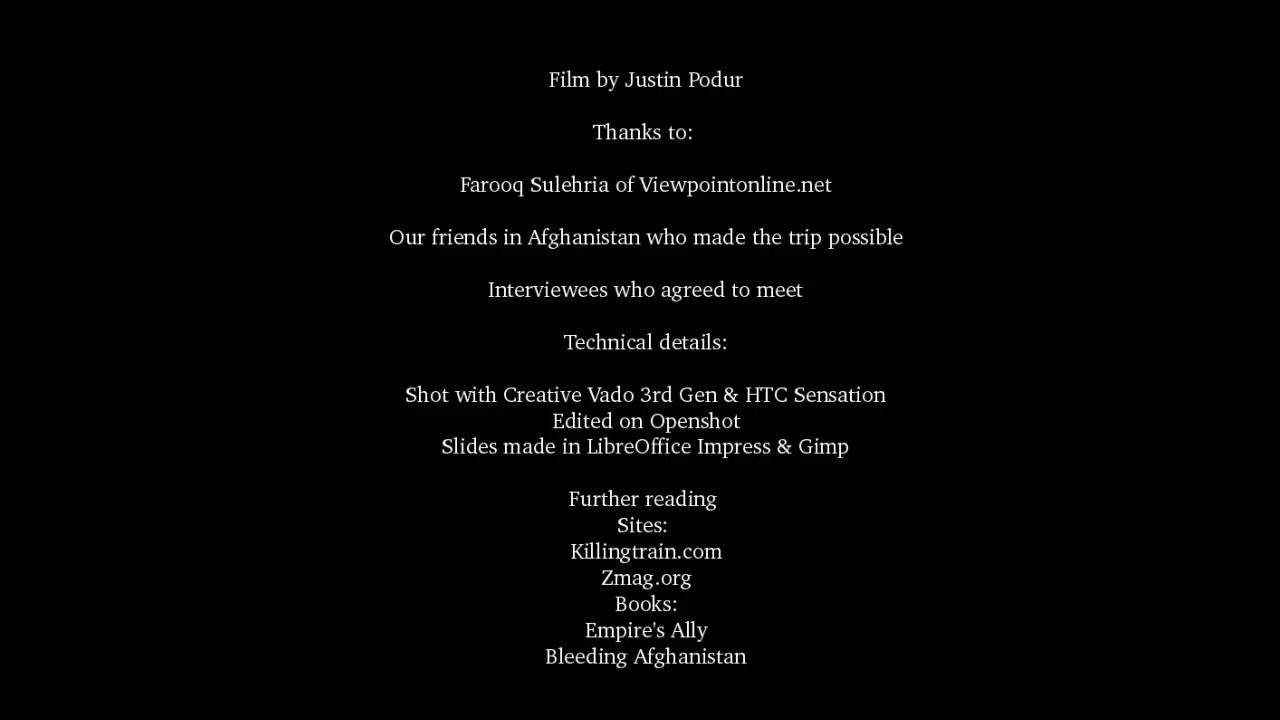 Film by Justin Podur
Thanks to:
Farooq Sulehria of Viewpointonline.net
Our friends in Afghanistan who made the trip possible
Interviewees who agreed to meet
Technical details:
Shot with Creative Vado 3rd Gen & HTC Sensation
Edited on Openshot
Slides made in LibreOffice Impress & Gimp
Further reading
Sites:
Killingtrain.com
Zmag.org
Books:
Empire's Ally
Bleeding Afghanistan